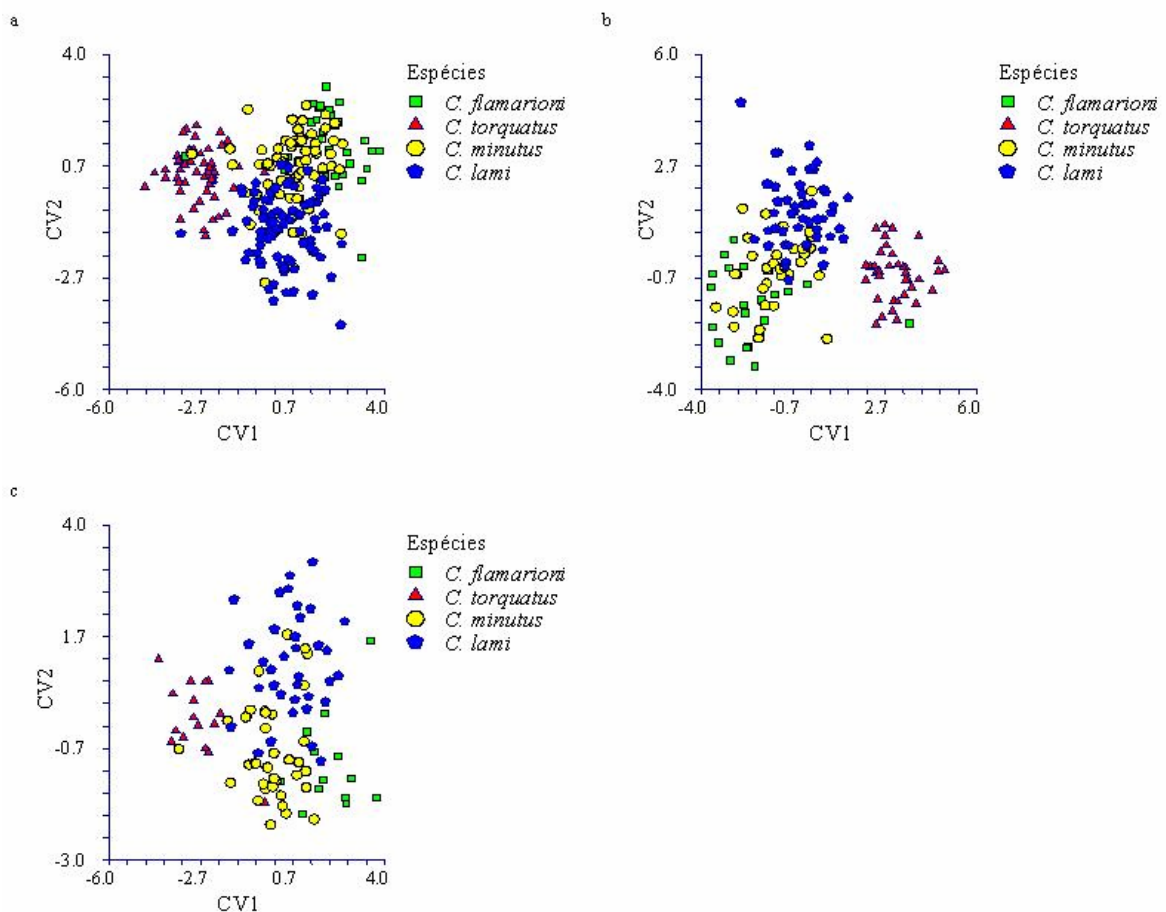 a
4.0
0.7
-2.7
-6.0
CV2
-6.0 -2.7 0.7 4.0
CV1
Espécies
C. flamarioni
C. torquatus
C. minutus
C. lami
b
6.0
2.7
-0.7
-4.0
CV2
-4.0 -0.7 2.7 6.0
CV1
Espécies
C. flamarioni
C. torquatus
C. minutus
C. lami
c
4.0
1.7
-0.7
-3.0
CV2
-6.0 -2.7 0.7 4.0
CV1
Espécies
C. flamarioni
C. torquatus
C. minutus
C. lami